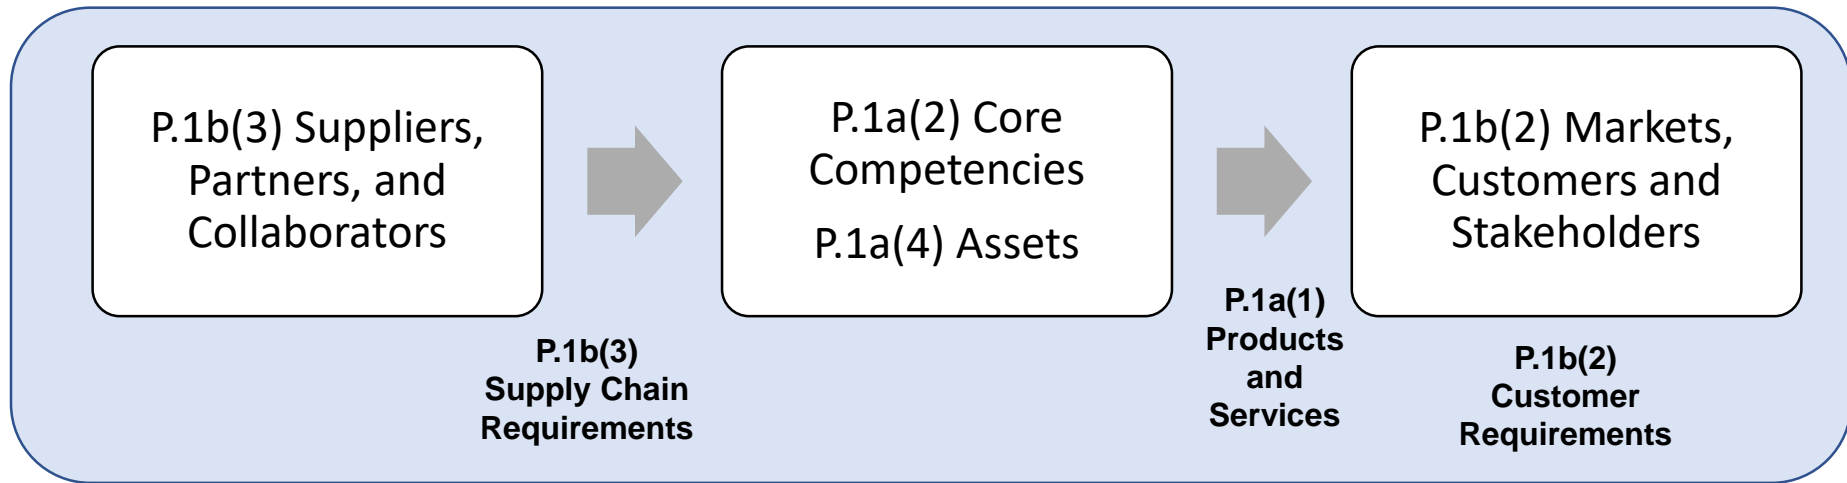 P.1b(3) Suppliers,
Partners, and
Collaborators
P.1a(2) Core
Competencies
P.1a(4) Assets
P.1b(2) Markets,
Customers and
Stakeholders
P.1b(3)
Supply Chain
Requirements
P.1a(1)
Products
and
Services
P.1b(2)
Customer
Requirements